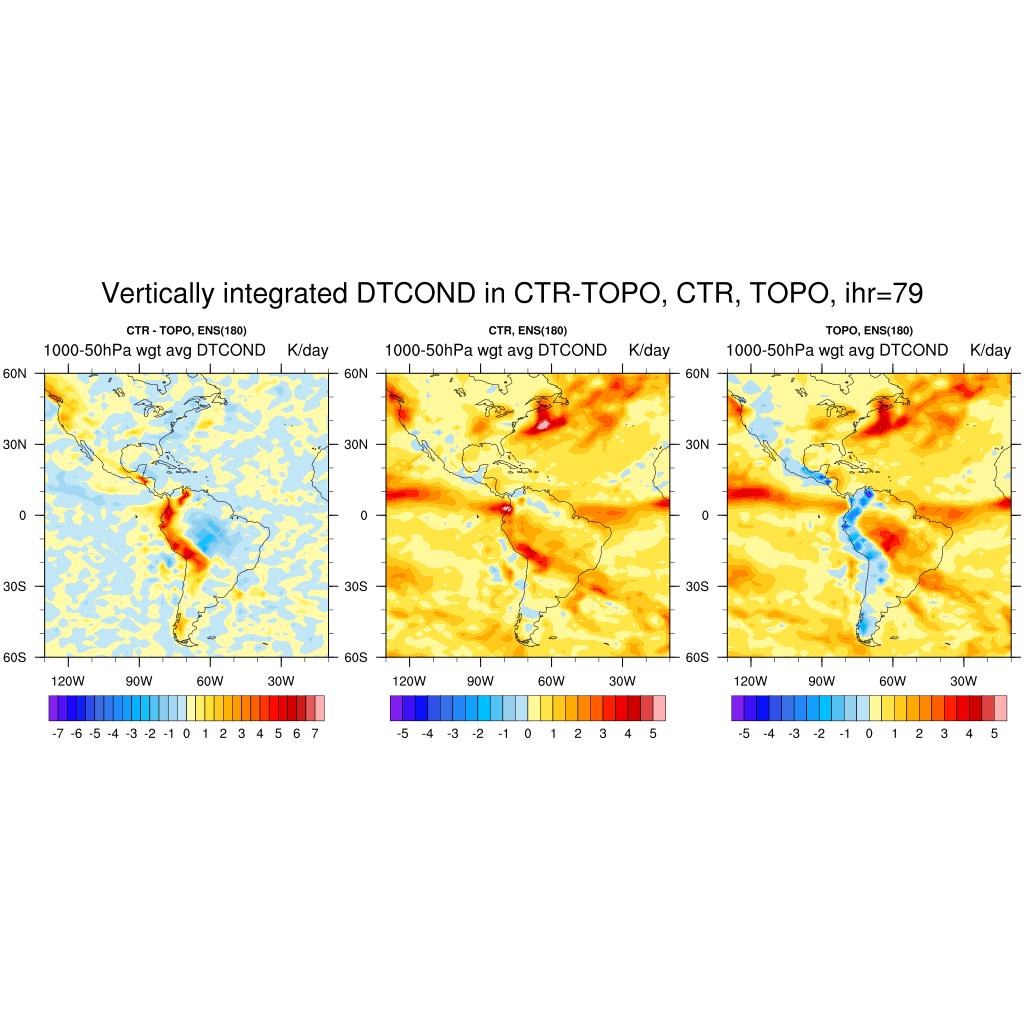 Vertically integrated DTCOND in CTR-TOPO, CTR, TOPO, ihr=79
CTR - TOPO, ENS(180)
1000-50hPa wgt avg DTCOND K/day
60N
30N
0
30S
60S
120W 90W 60W 30W
-7 -6 -5 -4 -3 -2 -1 0 1 2 3 4 5 6 7
CTR, ENS(180)
1000-50hPa wgt avg DTCOND K/day
60N
30N
0
30S
60S
120W 90W 60W 30W
-5 -4 -3 -2 -1 0 1 2 3 4 5
TOPO, ENS(180)
1000-50hPa wgt avg DTCOND K/day
60N
30N
0
30S
60S
120W 90W 60W 30W
-5 -4 -3 -2 -1 0 1 2 3 4 5